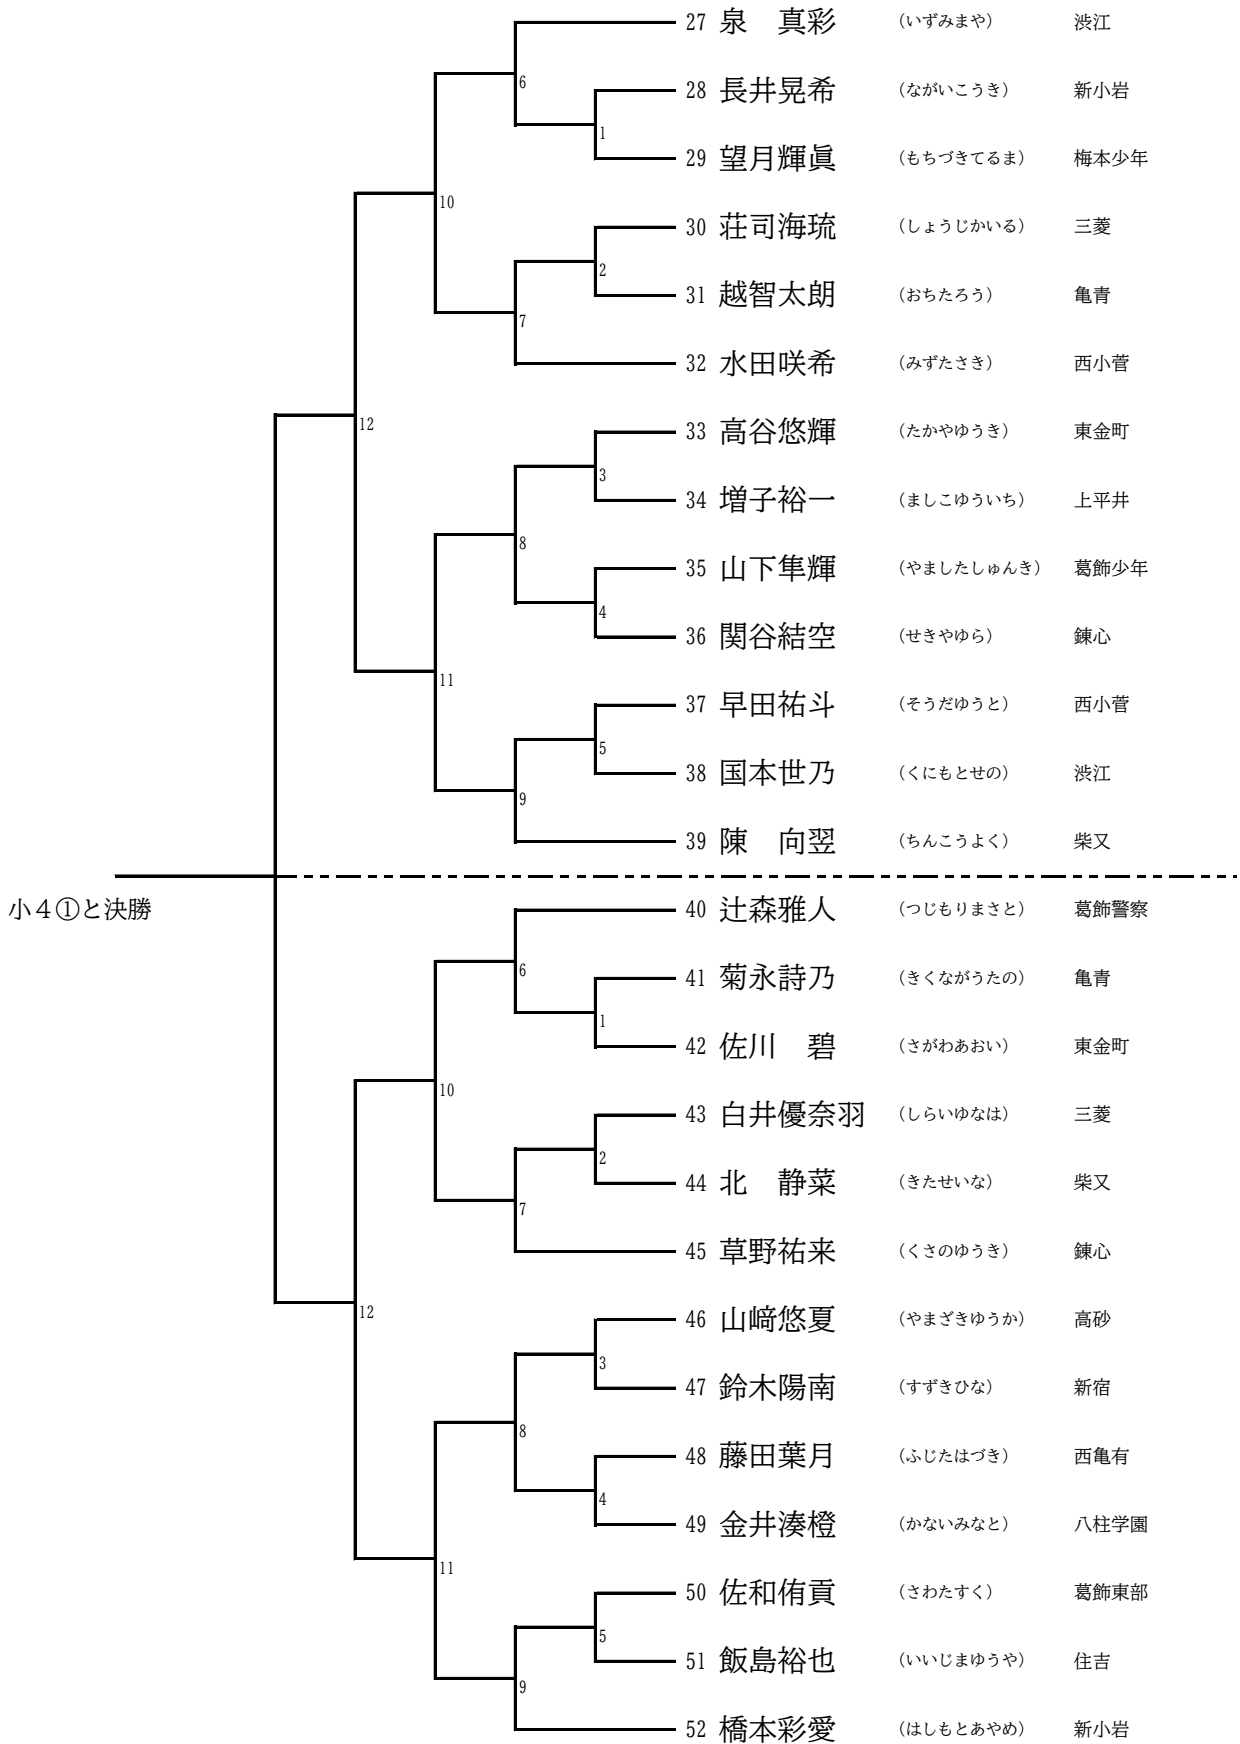 27 泉　真彩 （いずみまや） 渋江
6
28 長井晃希 （ながいこうき） 新小岩
1
29 望月輝眞 （もちづきてるま） 梅本少年
10
30 荘司海琉 （しょうじかいる） 三菱
2
31 越智太朗 （おちたろう） 亀青
7
32 水田咲希 （みずたさき） 西小菅
12
33 高谷悠輝 （たかやゆうき） 東金町
3
34 増子裕一 （ましこゆういち） 上平井
8
35 山下隼輝 （やましたしゅんき） 葛飾少年
4
36 関谷結空 （せきやゆら） 錬心
11
37 早田祐斗 （そうだゆうと） 西小菅
5
38 国本世乃 （くにもとせの） 渋江
9
39 陳　向翌 （ちんこうよく） 柴又
小４①と決勝
40 辻森雅人 （つじもりまさと） 葛飾警察
6
41 菊永詩乃 （きくながうたの） 亀青
1
42 佐川　碧 （さがわあおい） 東金町
10
43 白井優奈羽 （しらいゆなは） 三菱
2
44 北　静菜 （きたせいな） 柴又
7
45 草野祐来 （くさのゆうき） 錬心
12
46 山﨑悠夏 （やまざきゆうか） 高砂
3
47 鈴木陽南 （すずきひな） 新宿
8
48 藤田葉月 （ふじたはづき） 西亀有
4
49 金井湊橙 （かないみなと） 八柱学園
11
50 佐和侑貢 （さわたすく） 葛飾東部
5
51 飯島裕也 （いいじまゆうや） 住吉
9
52 橋本彩愛 （はしもとあやめ） 新小岩